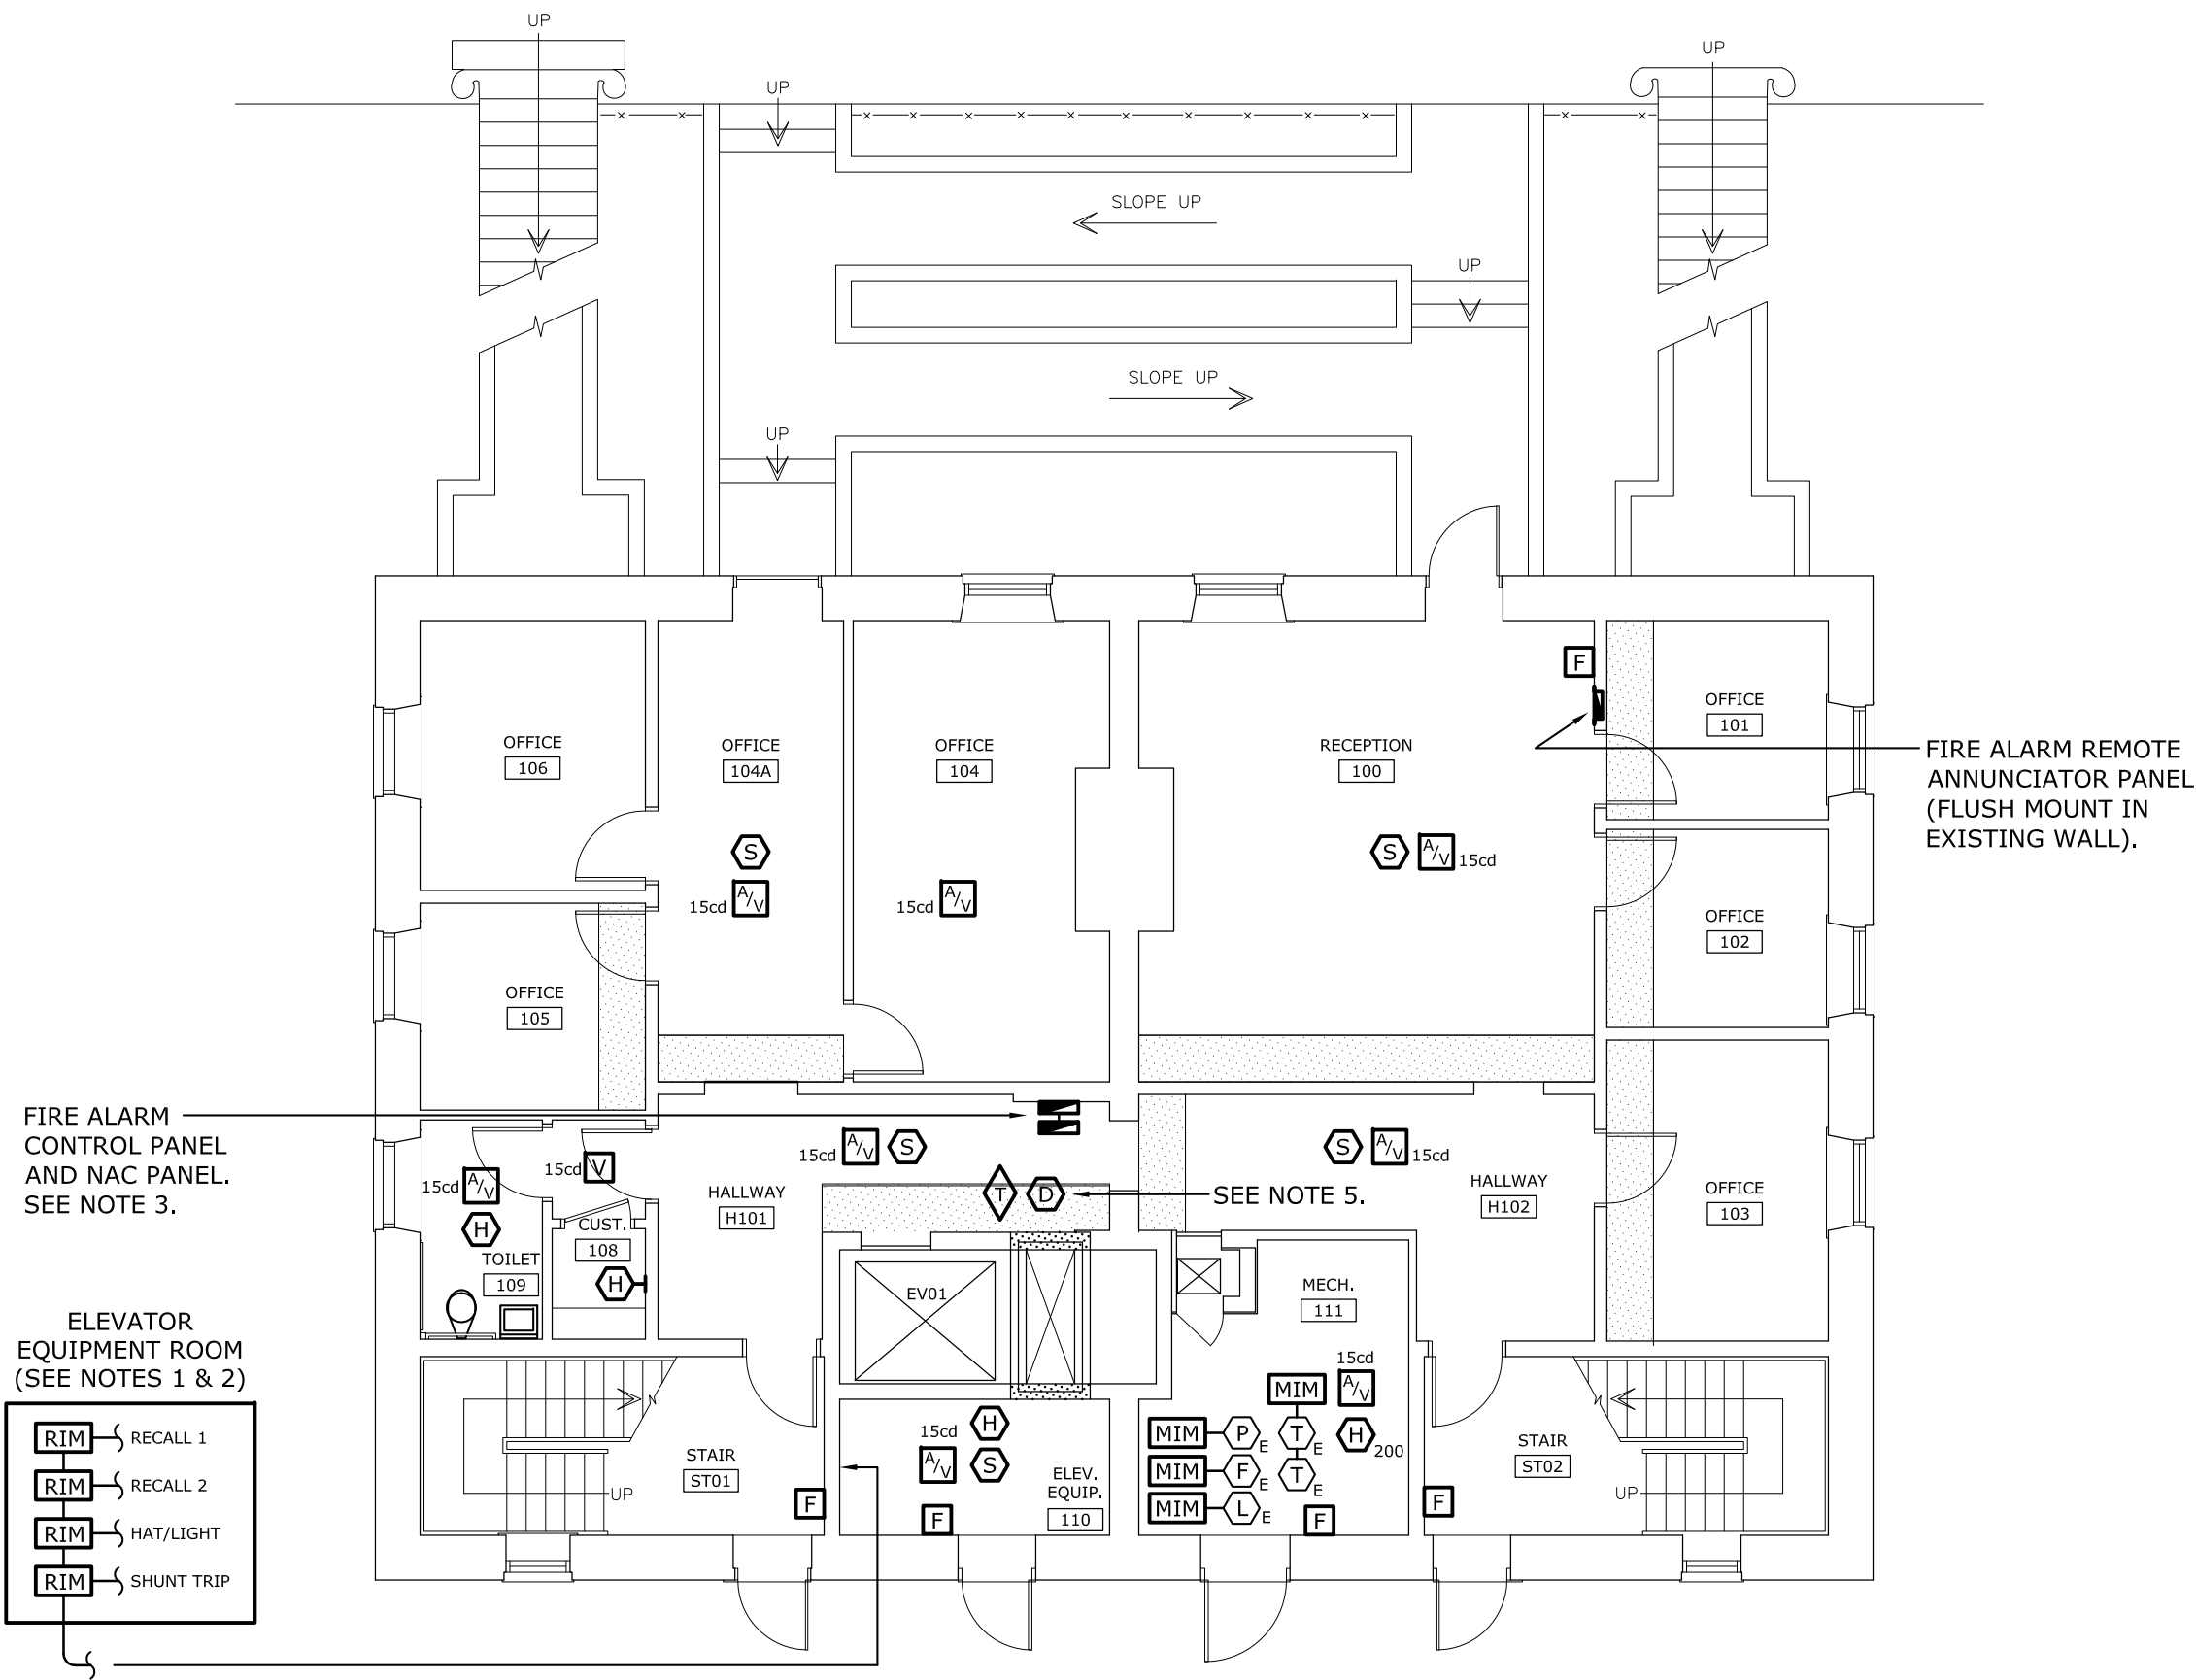 UP
UP
UP
SLOPE UP
UP
SLOPE UP
UP
F
OFFICE
101
OFFICE
106
OFFICE
104A
OFFICE
104
RECEPTION
100
FIRE ALARM REMOTE
ANNUNCIATOR PANEL
(FLUSH MOUNT IN
EXISTING WALL).
S
15cd A/V
15cd A/V
S A/V 15cd
OFFICE
102
OFFICE
105
FIRE ALARM
CONTROL PANEL
AND NAC PANEL.
SEE NOTE 3.
15cd A/V S
S A/V 15cd
15cd A/V
15cd V
H
T D
SEE NOTE 5.
HALLWAY
H101
HALLWAY
H102
OFFICE
103
CUST.
108
H
TOILET
109
EV01
MECH.
111
ELEVATOR
EQUIPMENT ROOM
(SEE NOTES 1 & 2)
RIM RECALL 1
RIM RECALL 2
RIM HAT/LIGHT
RIM SHUNT TRIP
STAIR
ST01
UP
F
15cd H
A/V S
ELEV.
EQUIP.
110
F
15cd
MIM A/V
MIM P E
MIM F E
MIM L E
T E
T E
H 200
F
F
STAIR
ST02
UP